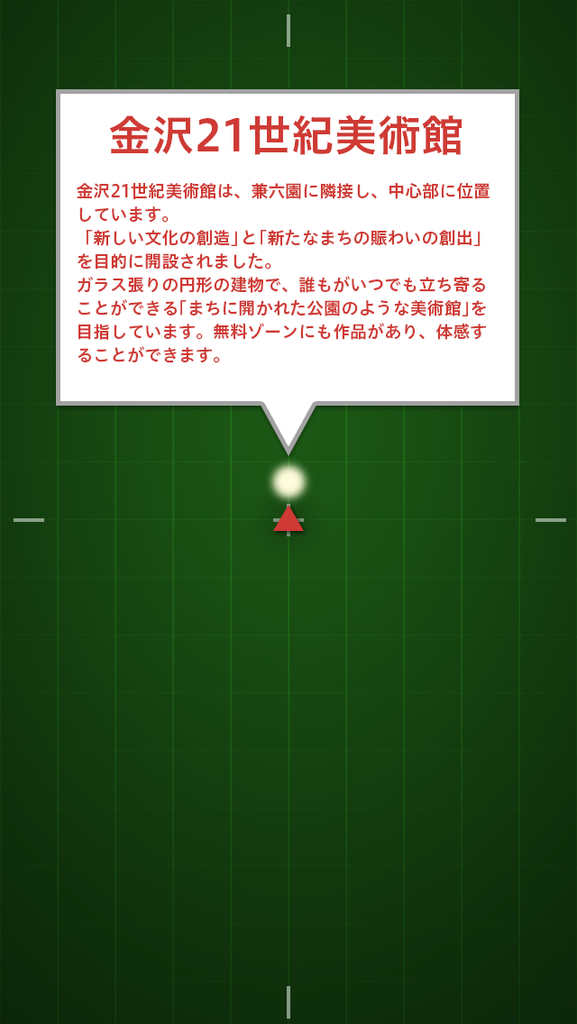 金沢21世紀美術館
金沢21世紀美術館は、兼六園に隣接し、中心部に位置
しています。
「新しい文化の創造」と「新たなまちの賑わいの創出」
を目的に開設されました。
ガラス張りの円形の建物で、誰もがいつでも立ち寄る
ことができる「まちに開かれた公園のような美術館」を
目指しています。無料ゾーンにも作品があり、体感す
ることができます。